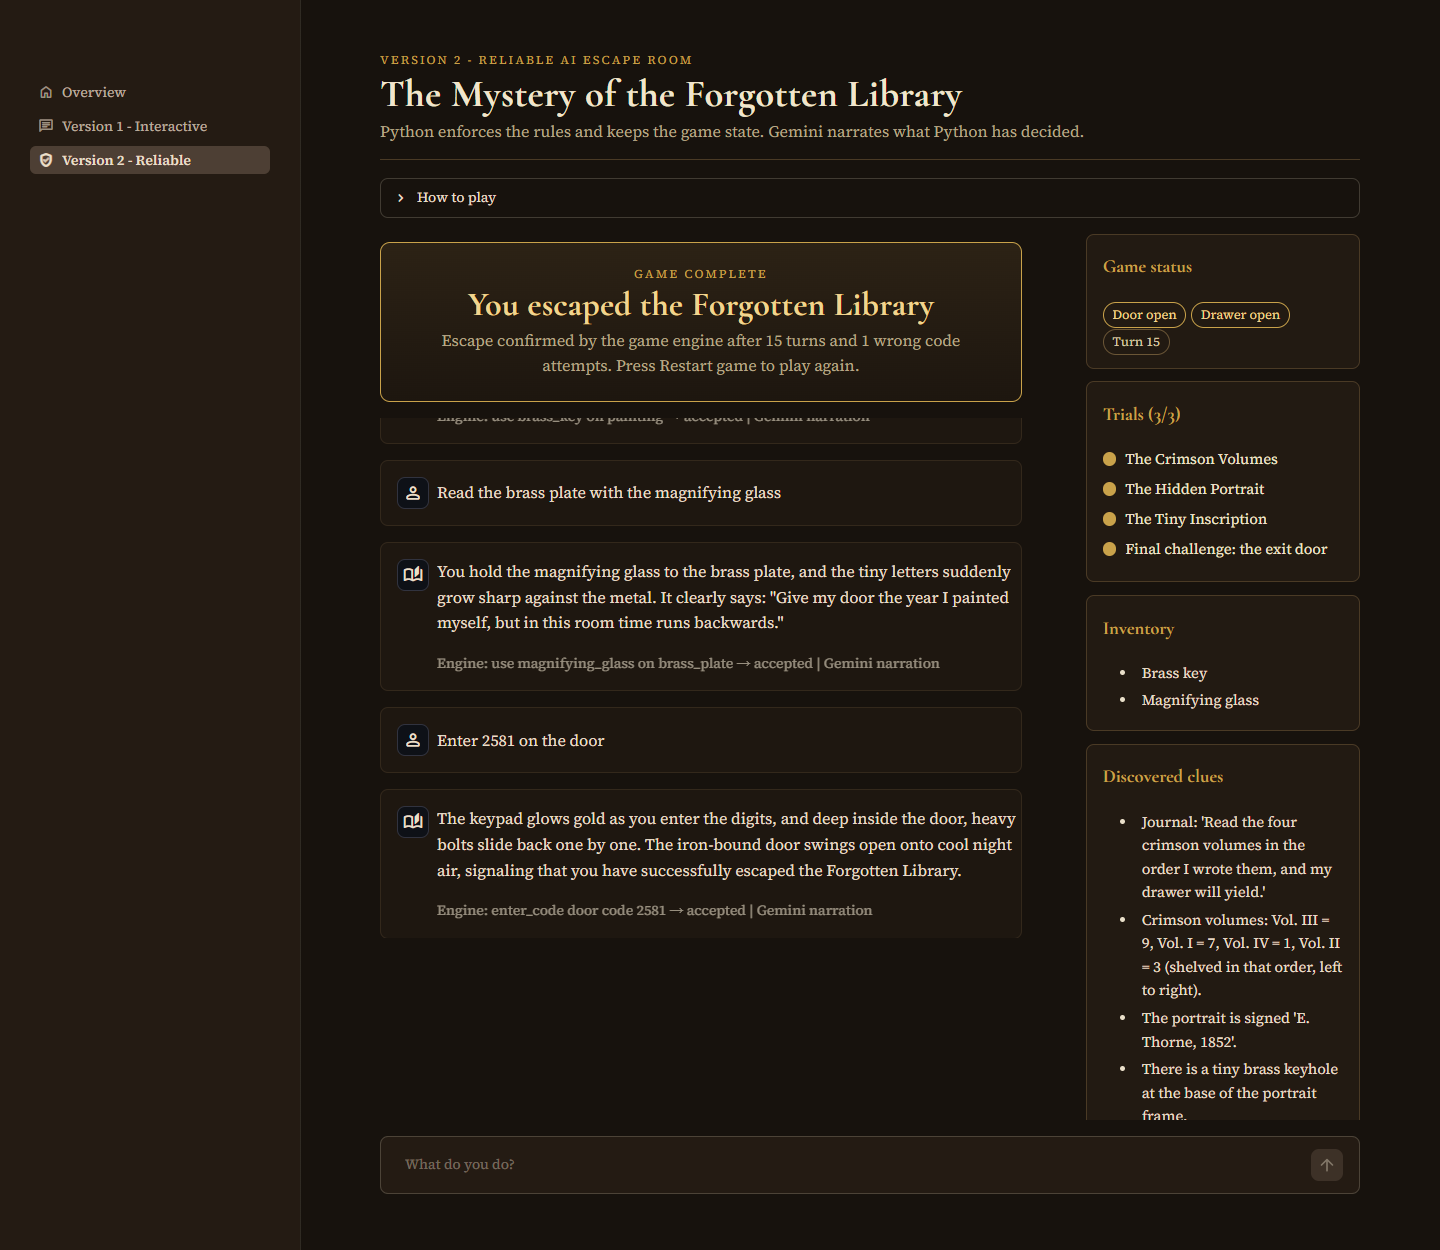 Overview
Version 1 - Interactive
Version 2 - Reliable
VERSION 2 - RELIABLE AI ESCAPE ROOM
The Mystery of the Forgotten Library
Python enforces the rules and keeps the game state. Gemini narrates what Python has decided.
How to play
GAME COMPLETE
You escaped the Forgotten Library
Escape confirmed by the game engine after 15 turns and 1 wrong code
attempts. Press Restart game to play again.
Engine: use brass_key on painting → accepted | Gemini narration
Read the brass plate with the magnifying glass
You hold the magnifying glass to the brass plate, and the tiny letters suddenly
grow sharp against the metal. It clearly says: "Give my door the year I painted
myself, but in this room time runs backwards."
Engine: use magnifying_glass on brass_plate → accepted | Gemini narration
Enter 2581 on the door
The keypad glows gold as you enter the digits, and deep inside the door, heavy
bolts slide back one by one. The iron-bound door swings open onto cool night
air, signaling that you have successfully escaped the Forgotten Library.
Engine: enter_code door code 2581 → accepted | Gemini narration
Game status
Door open
Drawer open
Turn 15
Trials (3/3)
The Crimson Volumes
The Hidden Portrait
The Tiny Inscription
Final challenge: the exit door
Inventory
Brass key
Magnifying glass
Discovered clues
Journal: 'Read the four
crimson volumes in the
order I wrote them, and my
drawer will yield.'
Crimson volumes: Vol. III =
9, Vol. I = 7, Vol. IV = 1, Vol. II
= 3 (shelved in that order, left
to right).
The portrait is signed 'E.
Thorne, 1852'.
There is a tiny brass keyhole
at the base of the portrait
frame.
What do you do?